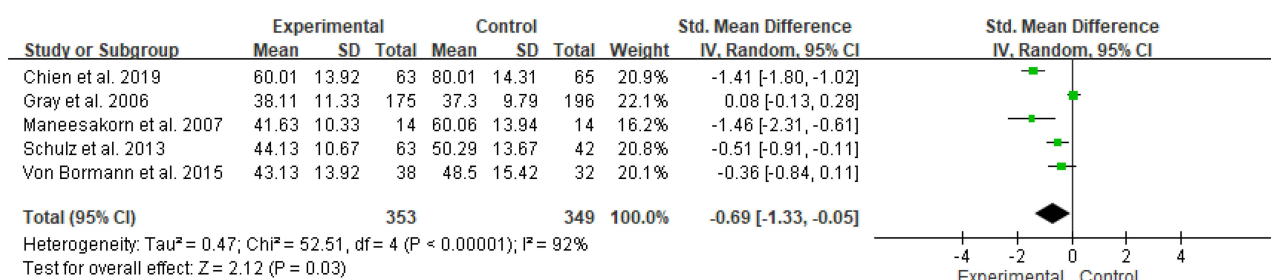 Experimental Control Std. Mean Difference Std. Mean Difference
Study or Subgroup Mean SD Total Mean SD Total Weight IV, Random, 95% CI IV, Random, 95% CI
Chien et al. 2019 60.01 13.92 63 80.01 14.31 65 20.9% -1.41 [-1.80, -1.02]
Gray et al. 2006 38.11 11.33 175 37.3 9.79 196 22.1% 0.08 [-0.13, 0.28]
Maneesakorn et al. 2007 41.63 10.33 14 60.06 13.94 14 16.2% -1.46 [-2.31, -0.61]
Schulz et al. 2013 44.13 10.67 63 50.29 13.67 42 20.8% -0.51 [-0.91, -0.11]
Von Bormann et al. 2015 43.13 13.92 38 48.5 15.42 32 20.1% -0.36 [-0.84, 0.11]
Total (95% CI) 353 349 100.0% -0.69 [-1.33, -0.05]
Heterogeneity: Tau² = 0.47; Chi² = 52.51, df = 4 (P < 0.00001); I² = 92%
Test for overall effect: Z = 2.12 (P = 0.03)
-4 -2 0 2 4
Experimental Control